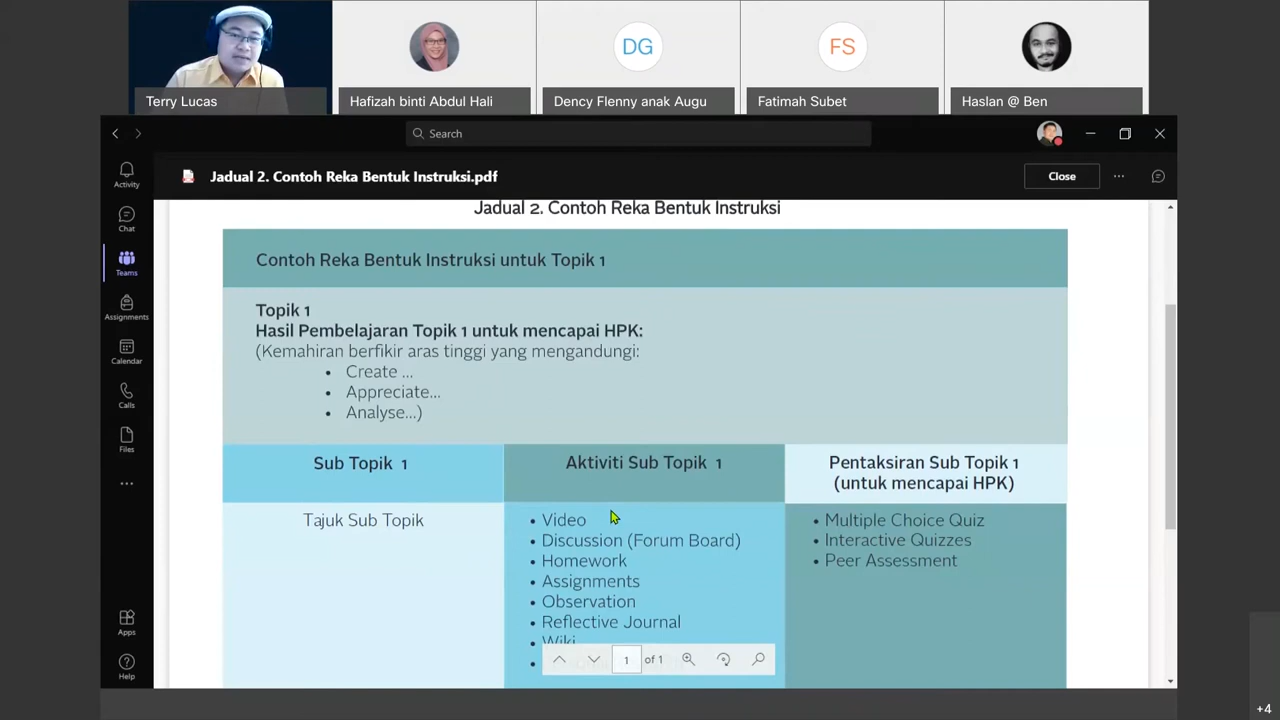 DG
FS
Terry Lucas
Hafizah binti Abdul Hali
Dency Flenny anak Augu
Fatimah Subet
Haslan @ Ben
Search
Activity
Chat
Teams
Assignments
Calendar
Calls
Files
Apps
Help
Jadual 2. Contoh Reka Bentuk Instruksi.pdf
Close
Jadual 2. Contoh Reka Bentuk Instruksi
Contoh Reka Bentuk Instruksi untuk Topik 1
Topik 1
Hasil Pembelajaran Topik 1 untuk mencapai HPK:
(Kemahiran berfikir aras tinggi yang mengandungi:
• Create ...
• Appreciate...
• Analyse...)
Sub Topik 1
Tajuk Sub Topik
Aktiviti Sub Topik 1
• Video
• Discussion (Forum Board)
• Homework
• Assignments
• Observation
• Reflective Journal
• Wiki
Pentaksiran Sub Topik 1
(untuk mencapai HPK)
• Multiple Choice Quiz
• Interactive Quizzes
• Peer Assessment
1 of 1
+4